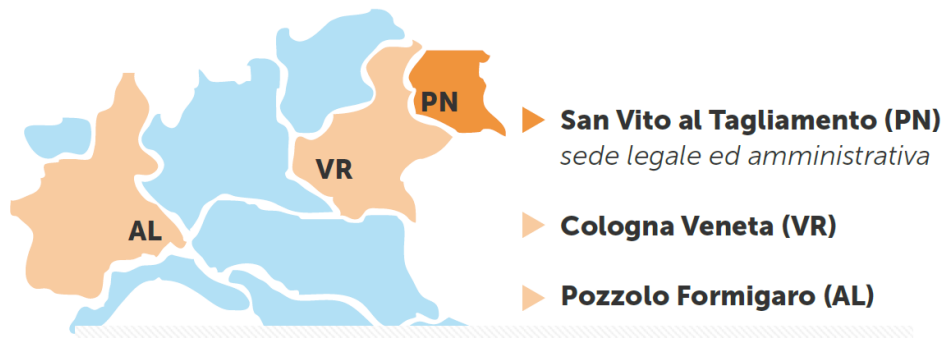 PN
VR
AL
San Vito al Tagliamento (PN)
sede legale ed amministrativa
Cologna Veneta (VR)
Pozzolo Formigaro (AL)